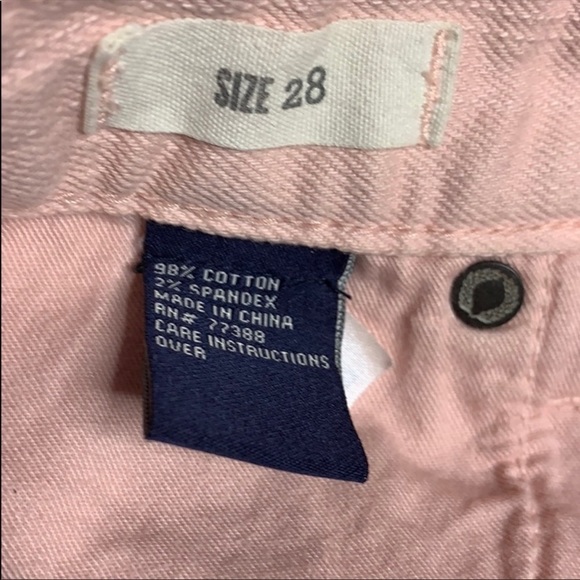 SIZE 28
98% COTTON
2% SPANDEX
MADE IN CHINA
RN# 77388
CARE INSTRUCTIONS
OVER